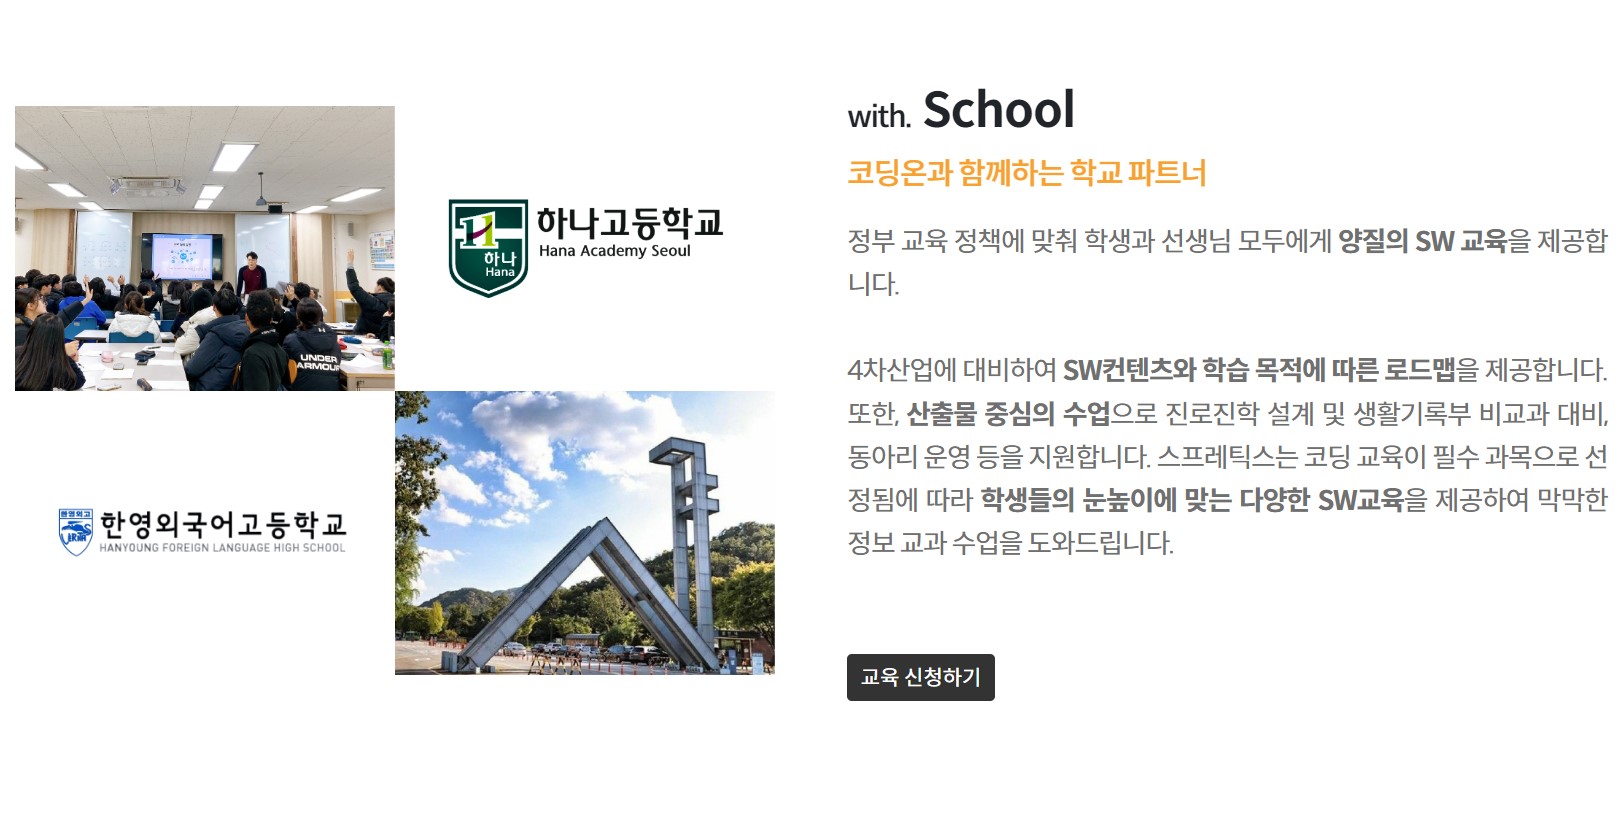 with. School
코딩온과 함께하는 학교 파트너
정부 교육 정책에 맞춰 학생과 선생님 모두에게 양질의 SW 교육을 제공합
니다.
4차산업에 대비하여 SW컨텐츠와 학습 목적에 따른 로드맵을 제공합니다.
또한, 산출물 중심의 수업으로 진로진학 설계 및 생활기록부 비교과 대비,
동아리 운영 등을 지원합니다. 스프레틱스는 코딩 교육이 필수 과목으로 선
정됨에 따라 학생들의 눈높이에 맞는 다양한 SW교육을 제공하여 막막한
정보 교과 수업을 도와드립니다.
교육 신청하기
하나고등학교
Hana Academy Seoul
하나
Hana
UNDER
ARMOUR
한영외고
한영외국어고등학교
HANYOUNG FOREIGN LANGUAGE HIGH SCHOOL